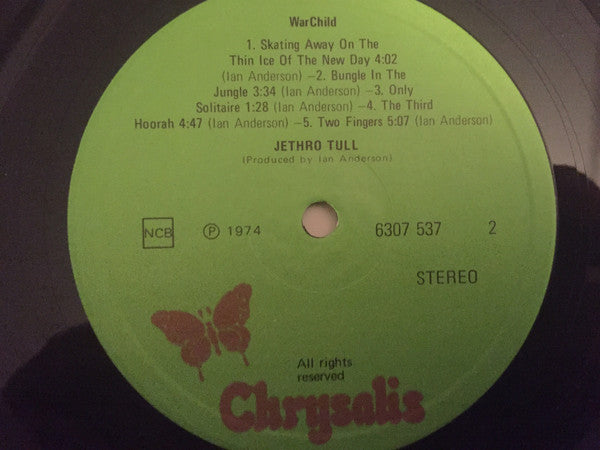 WarChild
1. Skating Away On The
Thin Ice Of The New Day 4:02
(Ian Anderson) –2. Bungle In The
Jungle 3:34 (Ian Anderson) –3. Only
Solitaire 1:28 (Ian Anderson) –4. The Third
Hoorah 4:47 (Ian Anderson) –5. Two Fingers 5:07 (Ian Anderson)
JETHRO TULL
(Produced by Ian Anderson)
NCB ℗ 1974 6307 537 2
STEREO
All rights
reserved
Chrysalis